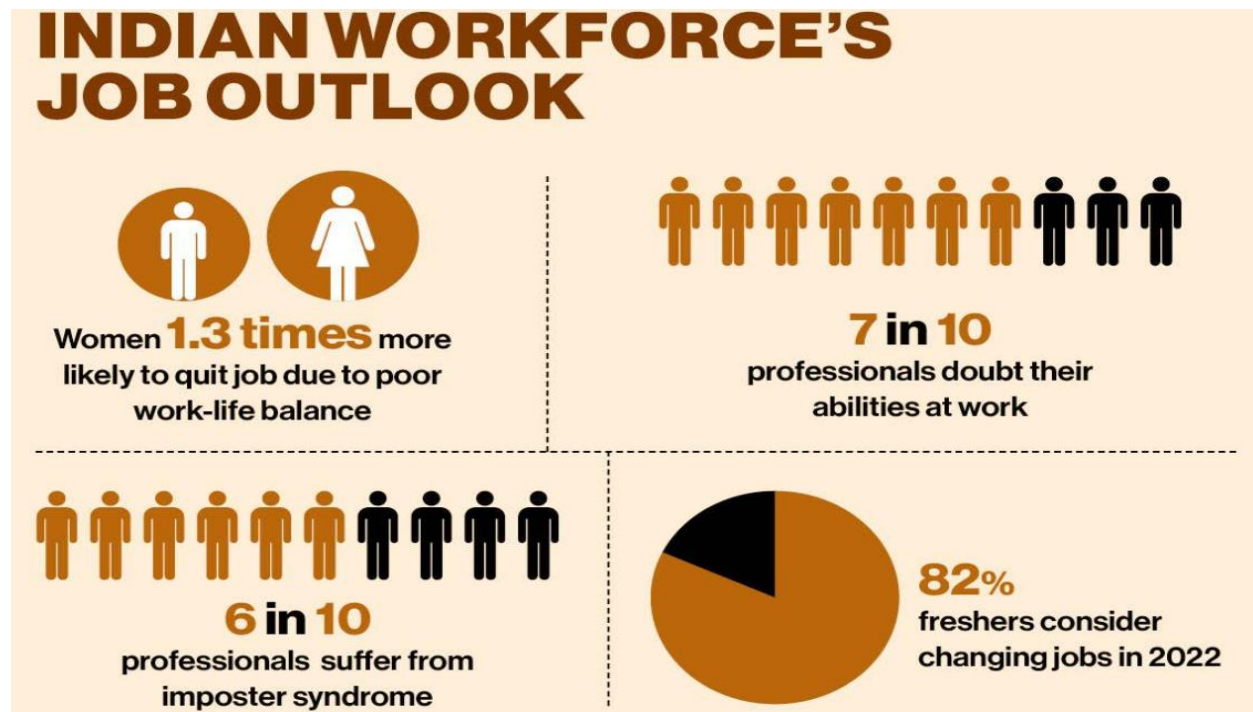 INDIAN WORKFORCE'S
JOB OUTLOOK
Women 1.3 times more
likely to quit job due to poor
work-life balance
7 in 10
professionals doubt their
abilities at work
6 in 10
professionals suffer from
imposter syndrome
82%
freshers consider
changing jobs in 2022